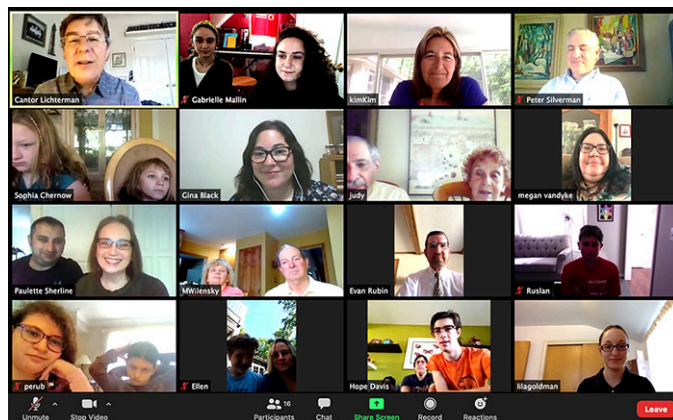 Cantor Lichterman
Gabrielle Mallin
kimKim
Peter Silverman
Sophia Chernow
Gina Black
Judy
megan vandyke
Paulette Sherline
MWilensky
Evan Rubin
Ruslan
perub
Ellen
Hope Davis
lilagoldman
Unmute
Stop Video
16
Participants
Chat
Share Screen
Record
Reactions
Leave